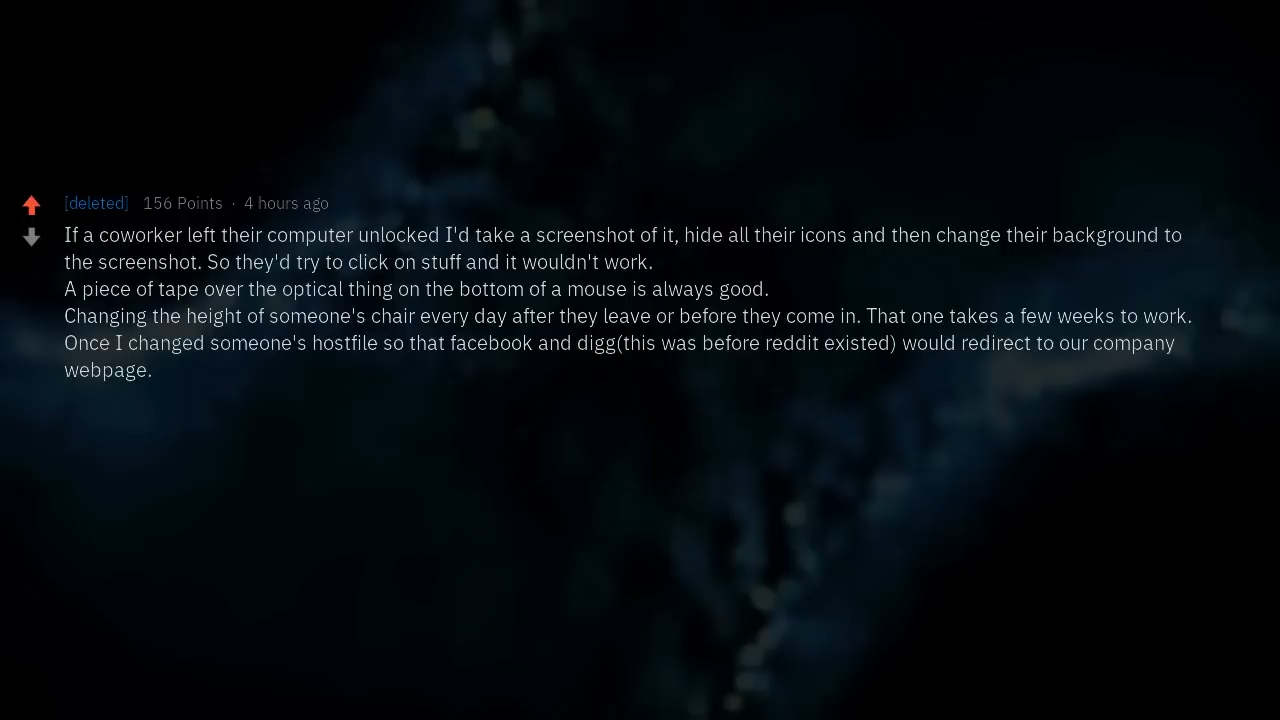 [deleted] 156 Points · 4 hours ago
If a coworker left their computer unlocked I'd take a screenshot of it, hide all their icons and then change their background to
the screenshot. So they'd try to click on stuff and it wouldn't work.
A piece of tape over the optical thing on the bottom of a mouse is always good.
Changing the height of someone's chair every day after they leave or before they come in. That one takes a few weeks to work.
Once I changed someone's hostfile so that facebook and digg(this was before reddit existed) would redirect to our company
webpage.